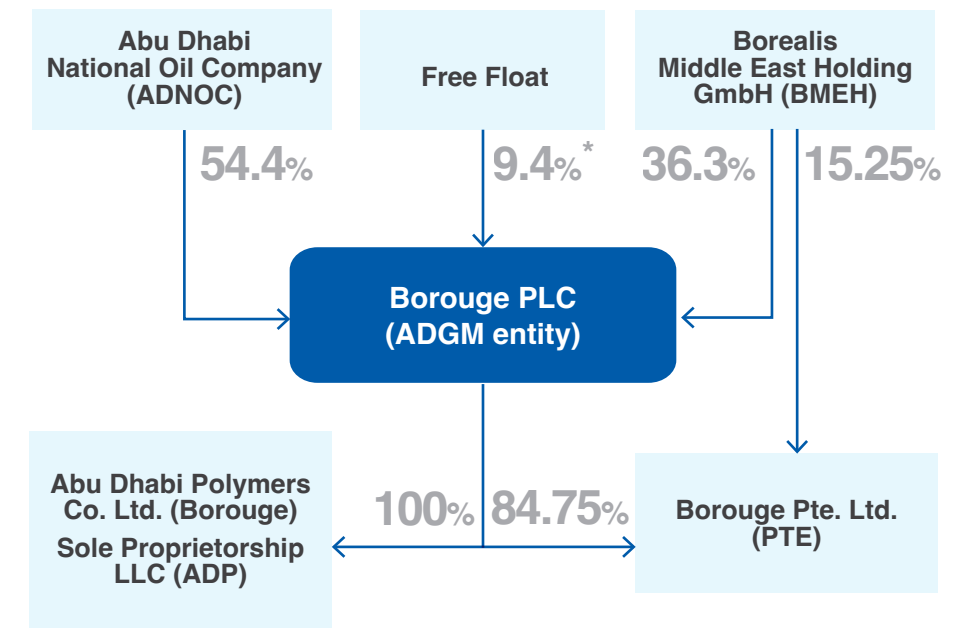 Abu Dhabi
National Oil Company
(ADNOC)
Free Float
Borealis
Middle East Holding
GmbH (BMEH)
54.4%
9.4%*
36.3%
15.25%
Borouge PLC
(ADGM entity)
Abu Dhabi Polymers
Co. Ltd. (Borouge)
Sole Proprietorship
LLC (ADP)
100%
84.75%
Borouge Pte. Ltd.
(PTE)